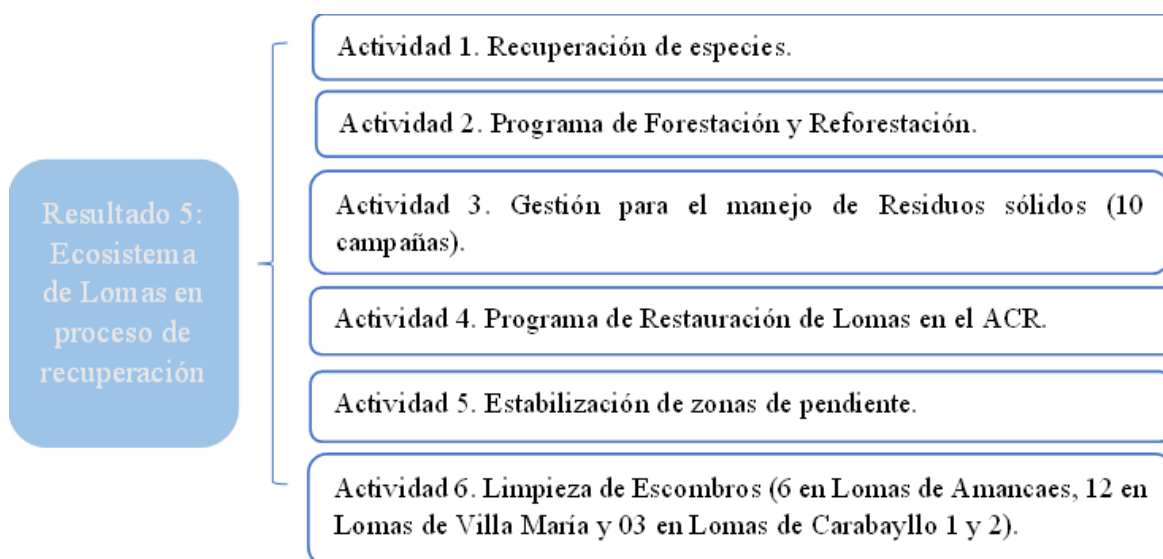 Resultado 5:
Ecosistema
de Lomas en
proceso de
recuperación
Actividad 1. Recuperación de especies.
Actividad 2. Programa de Forestación y Reforestación.
Actividad 3. Gestión para el manejo de Residuos sólidos (10
campañas).
Actividad 4. Programa de Restauración de Lomas en el ACR.
Actividad 5. Estabilización de zonas de pendiente.
Actividad 6. Limpieza de Escombros (6 en Lomas de Amancaes, 12 en
Lomas de Villa María y 03 en Lomas de Carabayllo 1 y 2).